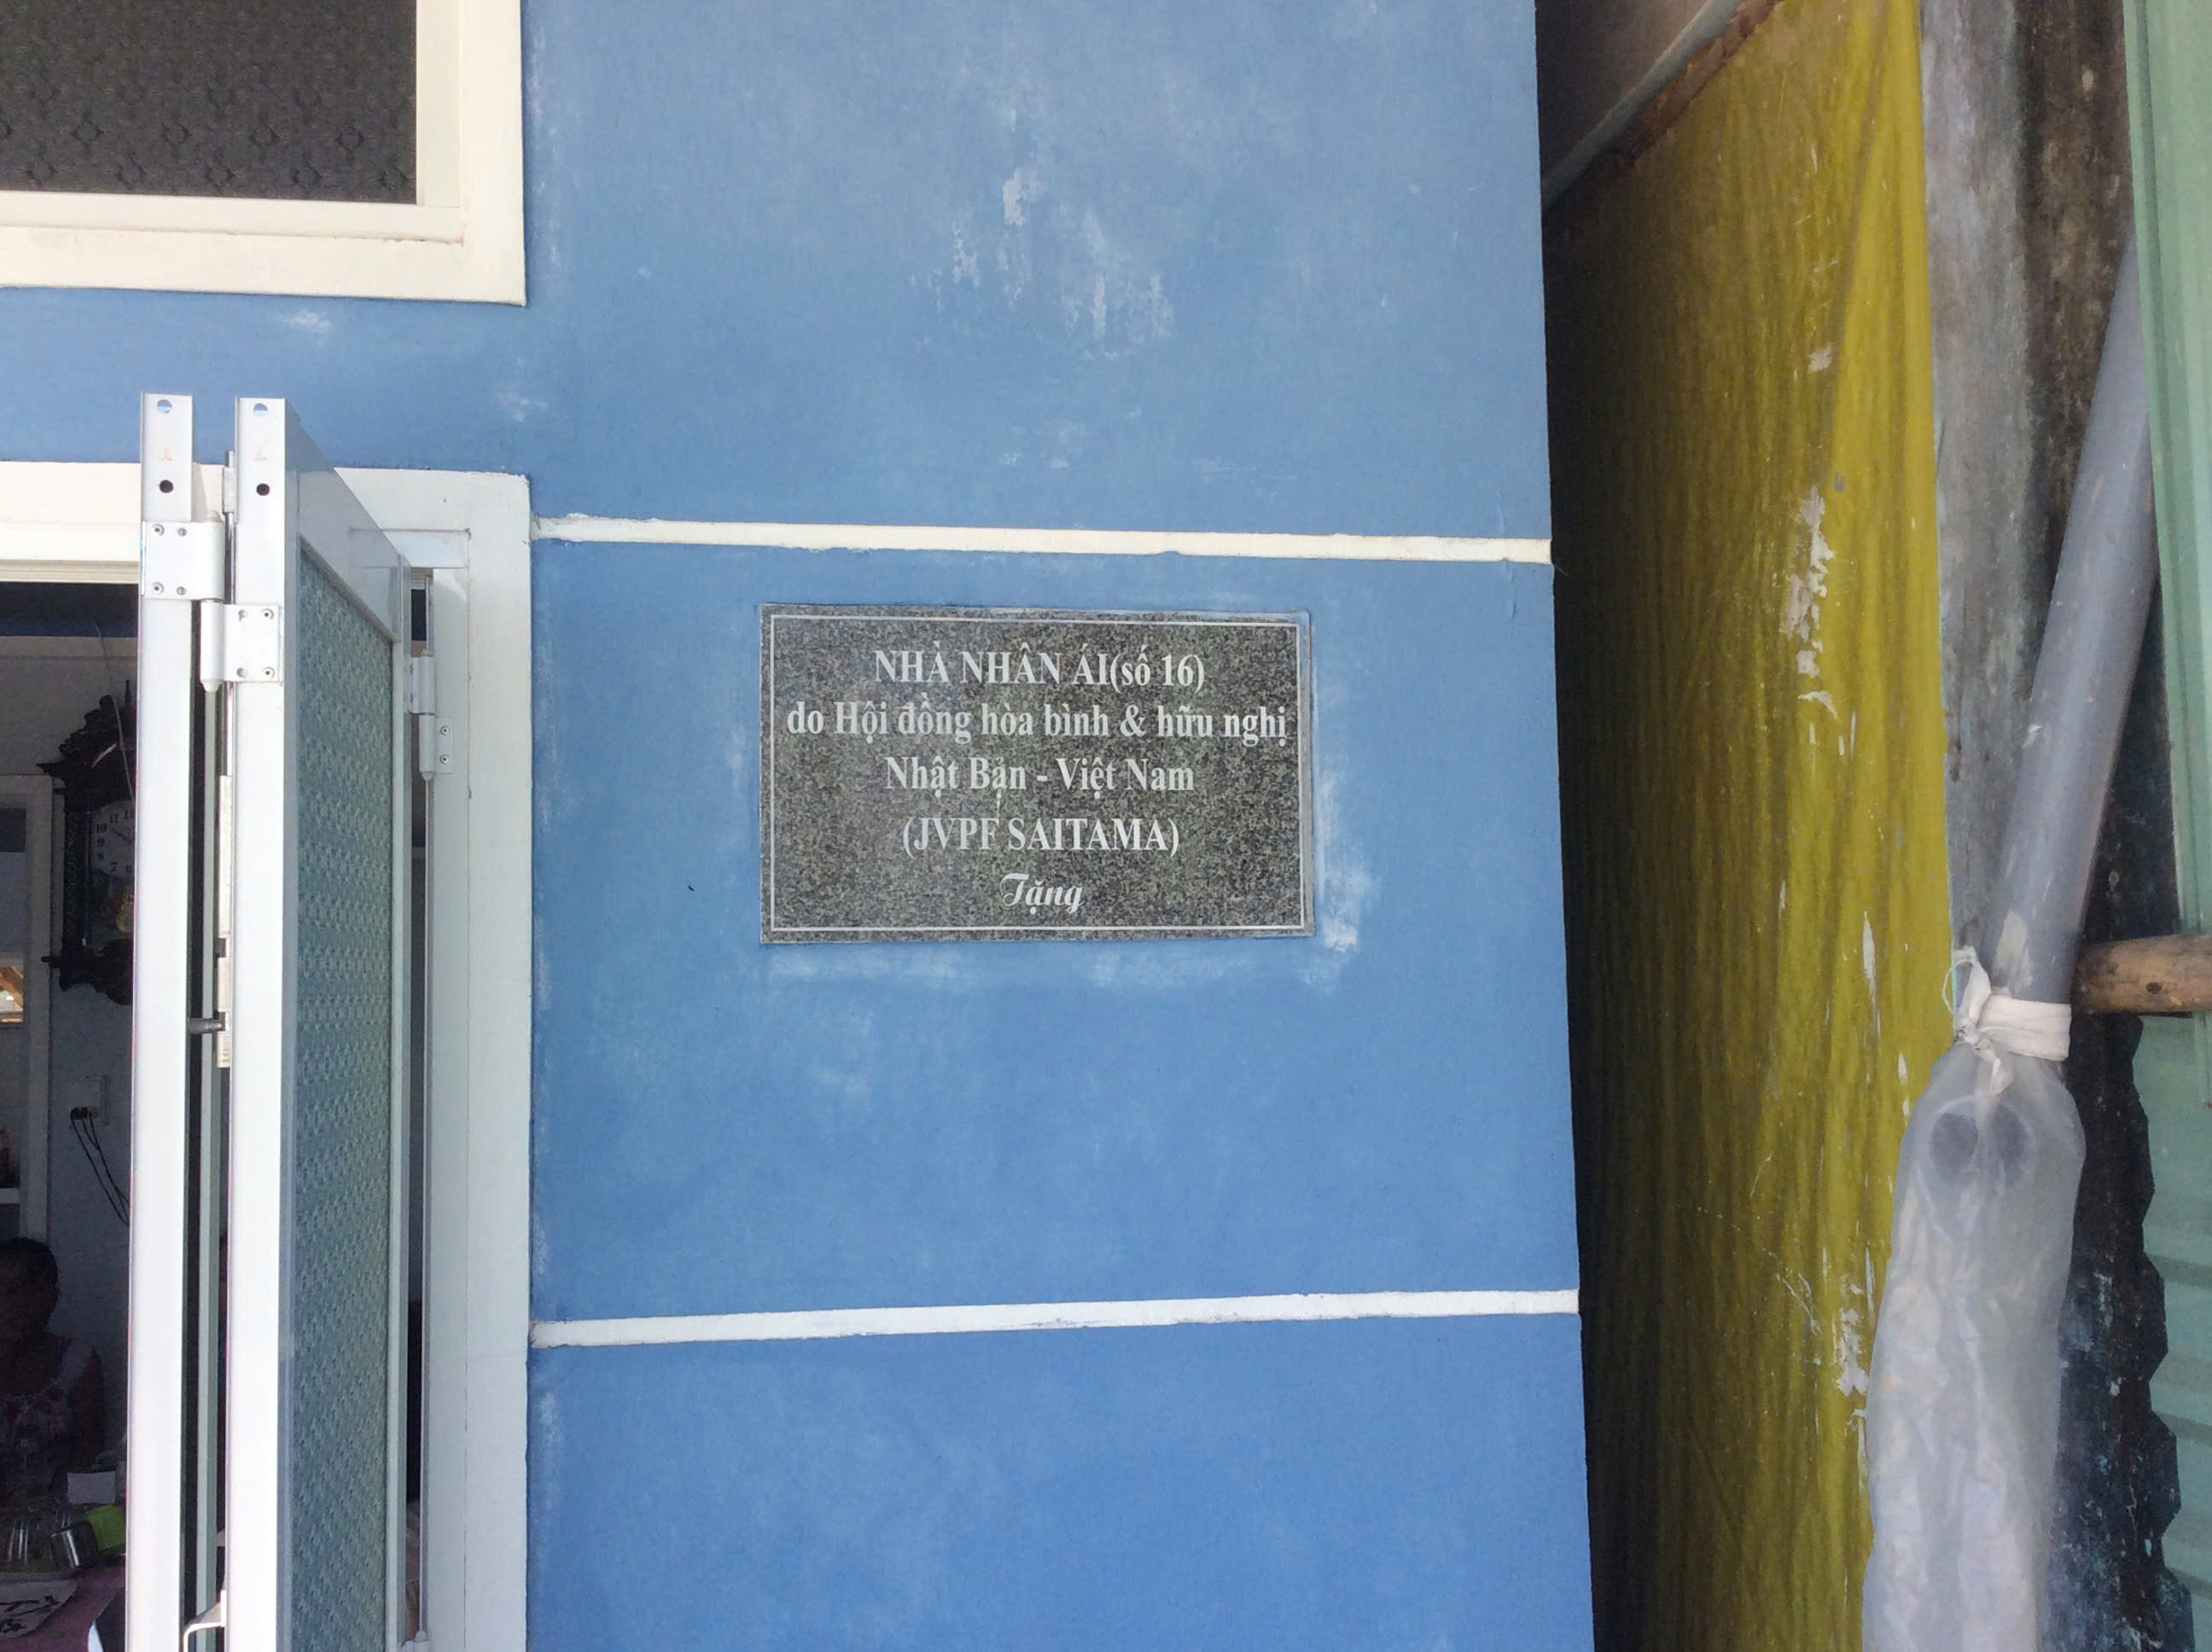 NHÀ NHÂN ÁI(số 16)
do Hội đồng hòa bình & hữu nghị
Nhật Bản - Việt Nam
(JVPF SAITAMA)
Tặng